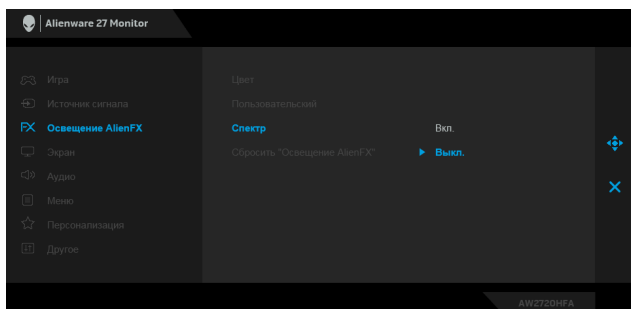 Alienware 27 Monitor
Игра
Цвет
Источник сигнала
Пользовательский
FX Освещение AlienFX
Спектр
Вкл.
Экран
Сбросить "Освещение AlienFX"
Выкл.
Аудио
Меню
Персонализация
Другое
AW2720HFA